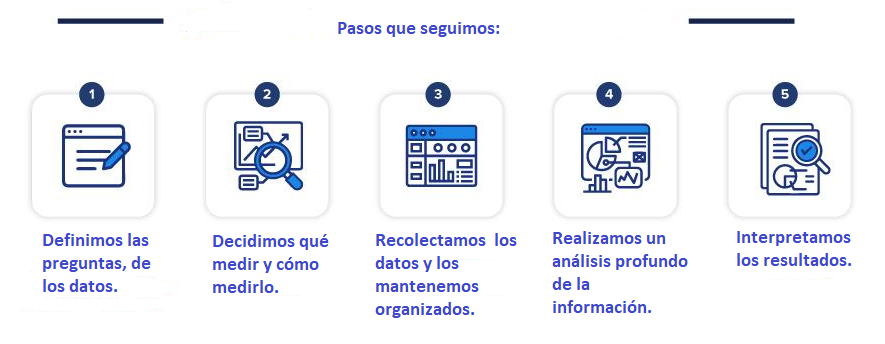 Pasos que seguimos:
1
2
3
4
5
Definimos las
preguntas, de
los datos.
Decidimos qué
medir y cómo
medirlo.
Recolectamos los
datos y los
mantenemos
organizados.
Realizamos un
análisis profundo
de la
información.
Interpretamos
los resultados.